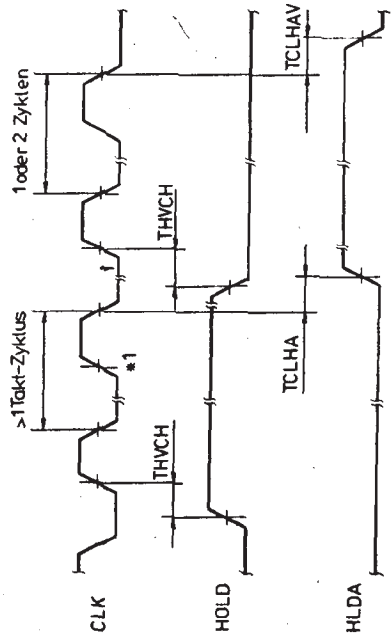 >1Takt-Zyklus
1 oder 2 Zyklen
CLK
*1
THVCH
THVCH
HOLD
TCLHA
TCLHAV
HLDA